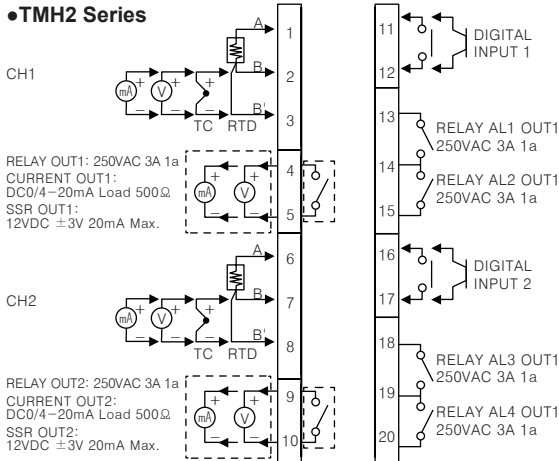 ●TMH2 Series
CH1
A
B
B'
mA
+
−
V
+
−
+
−
TC RTD
1
2
3
RELAY OUT1: 250VAC 3A 1a
CURRENT OUT1:
DC0/4−20mA Load 500Ω
SSR OUT1:
12VDC ±3V 20mA Max.
mA
+
−
V
+
−
4
5
CH2
A
B
B'
mA
+
−
V
+
−
+
−
TC RTD
6
7
8
RELAY OUT2: 250VAC 3A 1a
CURRENT OUT2:
DC0/4−20mA Load 500Ω
SSR OUT2:
12VDC ±3V 20mA Max.
mA
+
−
V
+
−
9
10
11
12
DIGITAL
INPUT 1
13
14
15
RELAY AL1 OUT1
250VAC 3A 1a
RELAY AL2 OUT1
250VAC 3A 1a
16
17
DIGITAL
INPUT 2
18
19
20
RELAY AL3 OUT1
250VAC 3A 1a
RELAY AL4 OUT1
250VAC 3A 1a